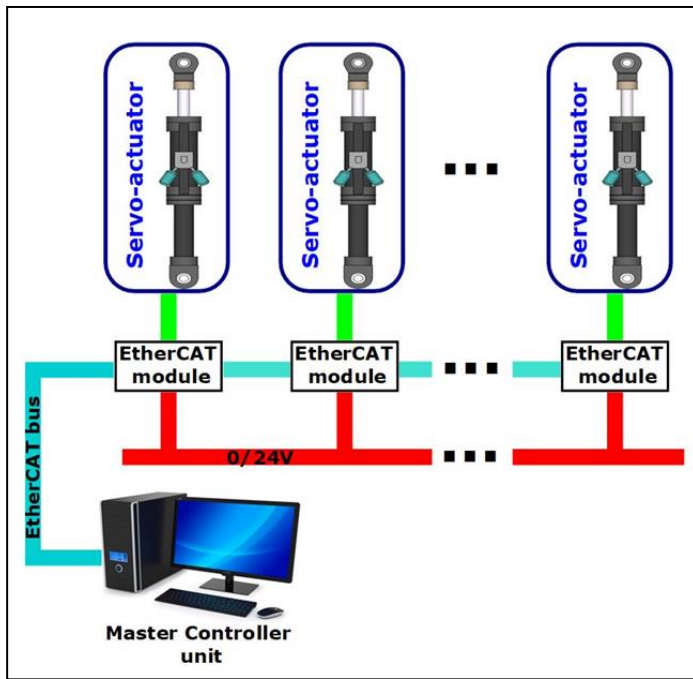 Servo-actuator
Servo-actuator
Servo-actuator
EtherCAT
module
EtherCAT
module
EtherCAT
module
EtherCAT bus
0/24V
Master Controller
unit